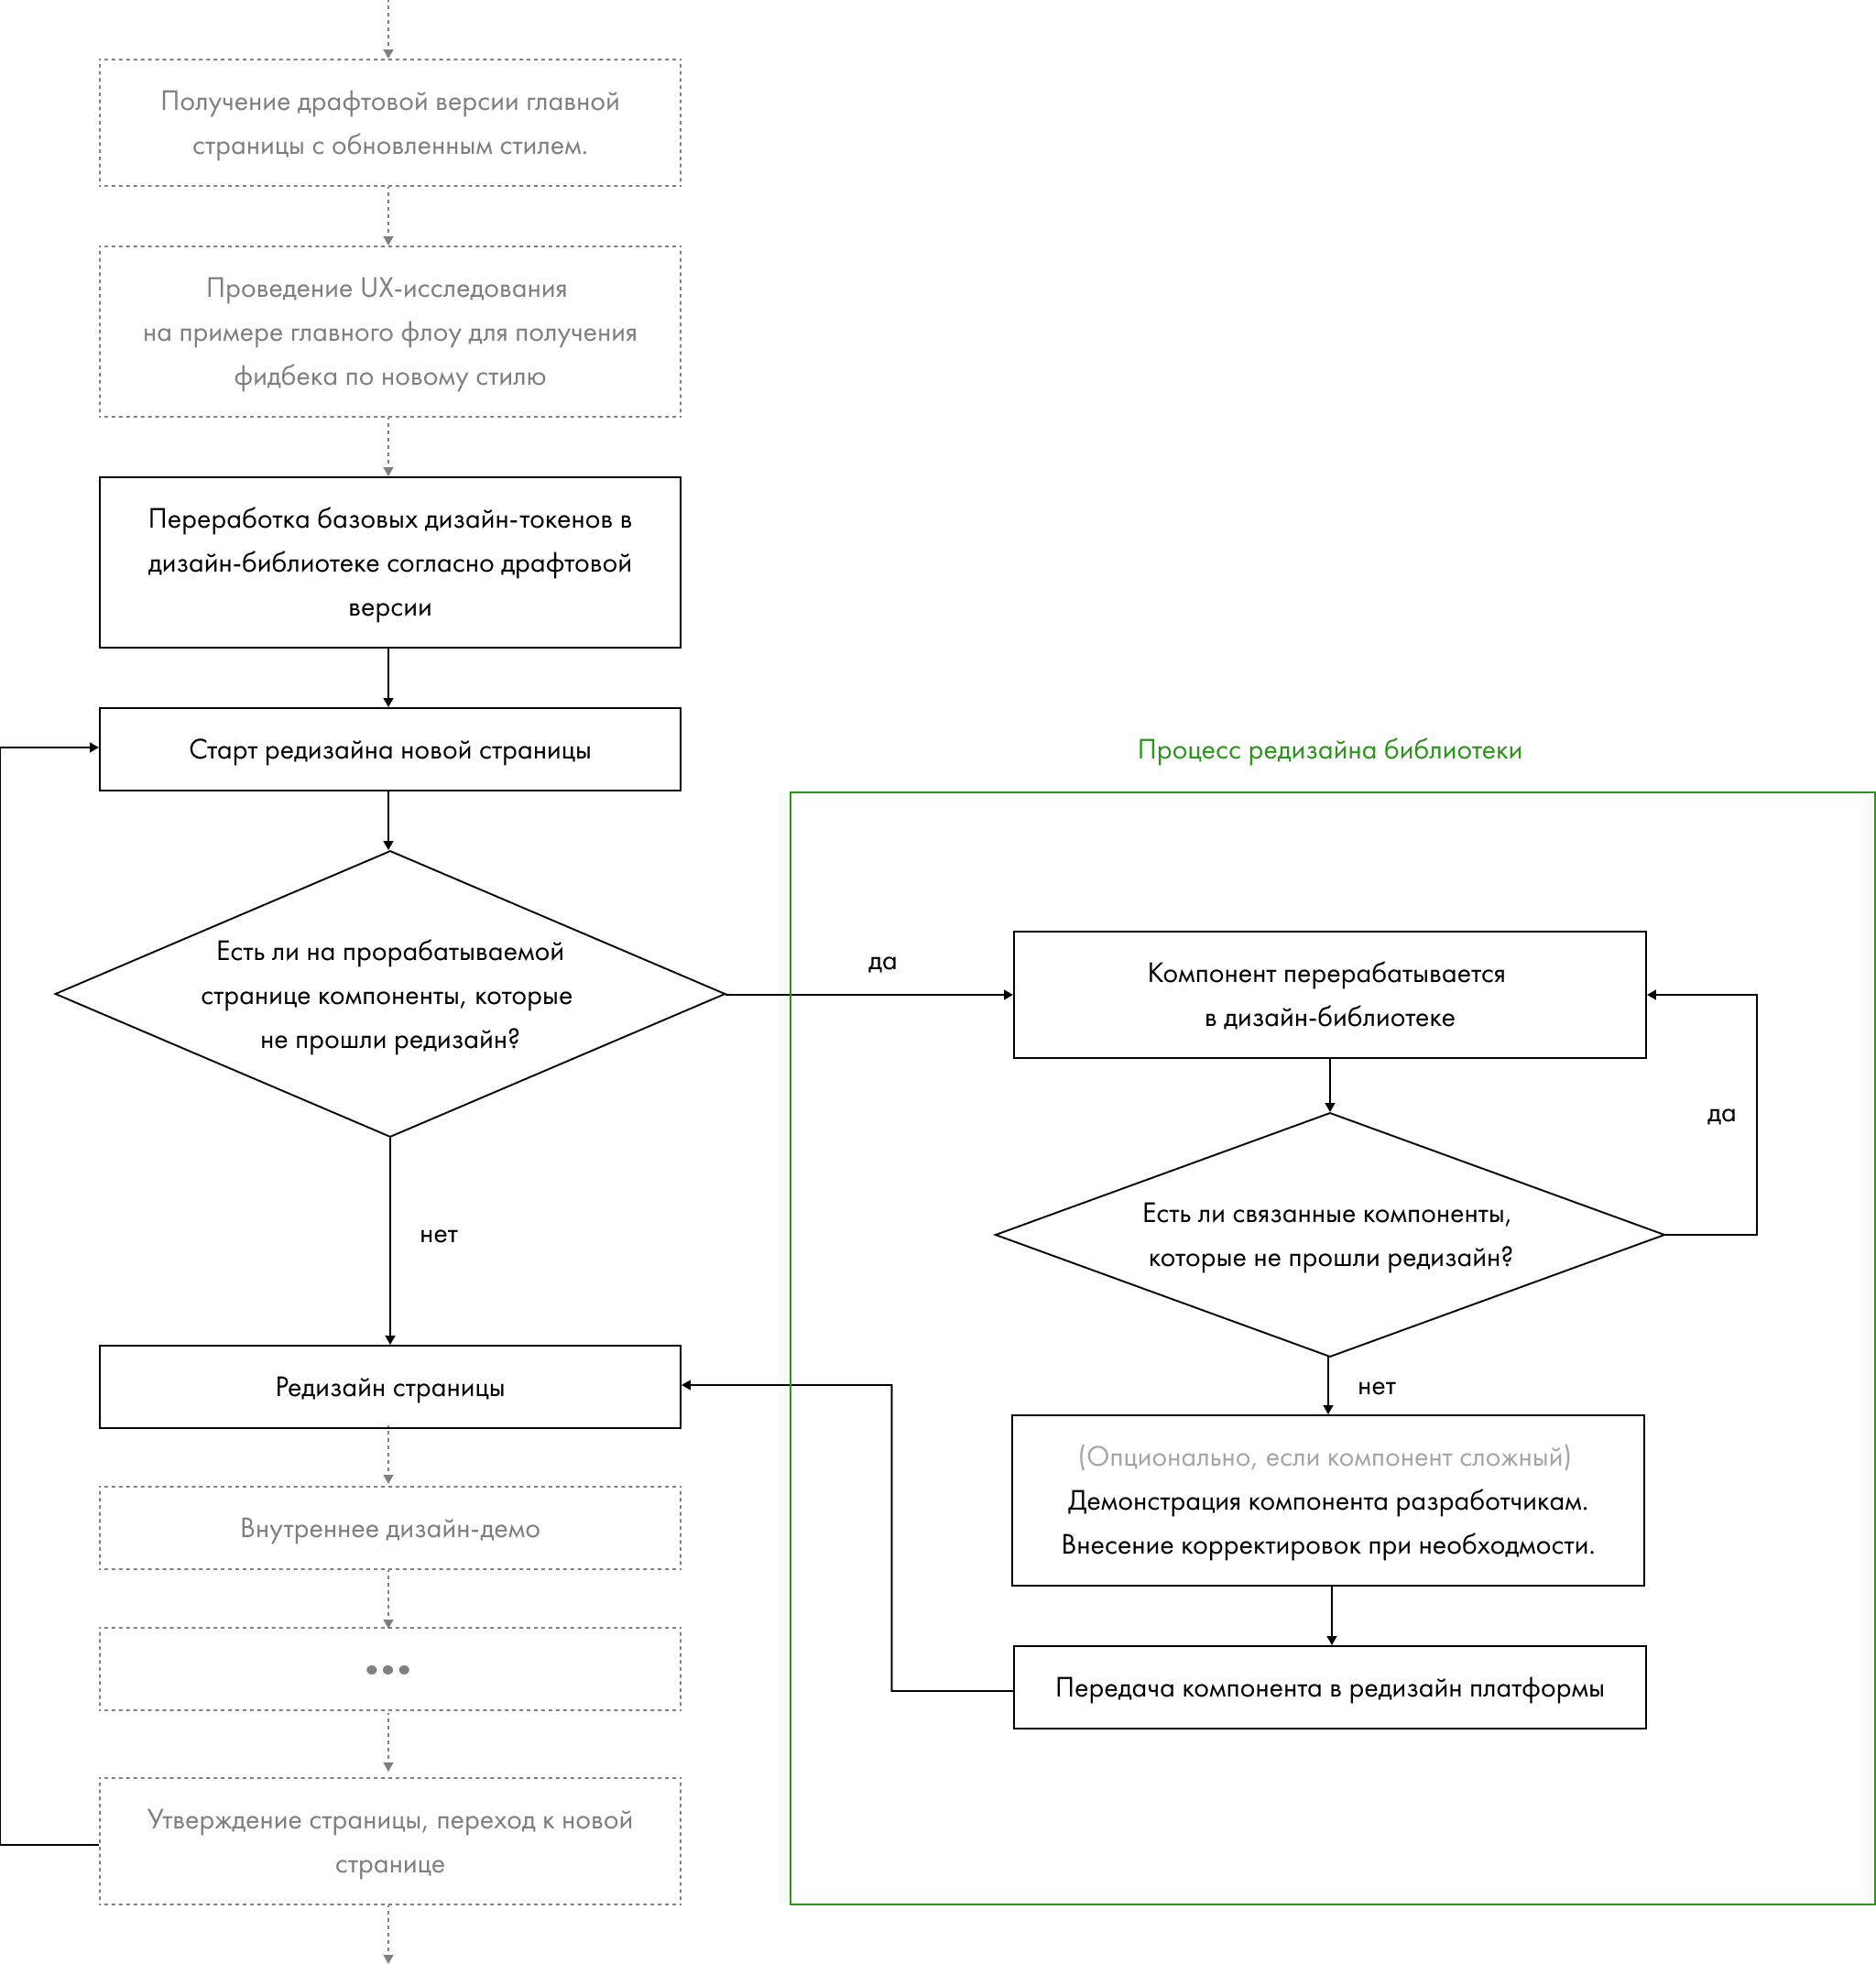 Получение драфтовой версии главной
страницы с обновленным стилем.
Проведение UX-исследования
на примере главного флоу для получения
фидбека по новому стилю
Переработка базовых дизайн-токенов в
дизайн-библиотеке согласно драфтовой
версии
Старт редизайна новой страницы
Процесс редизайна библиотеки
Есть ли на прорабатываемой
странице компоненты, которые
не прошли редизайн?
да
Компонент перерабатывается
в дизайн-библиотеке
да
нет
Есть ли связанные компоненты,
которые не прошли редизайн?
нет
Редизайн страницы
(Опционально, если компонент сложный)
Демонстрация компонента разработчикам.
Внесение корректировок при необходмости.
Внутреннее дизайн-демо
•••
Передача компонента в редизайн платформы
Утверждение страницы, переход к новой
странице